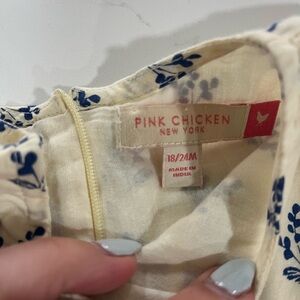 PINK CHICKEN
NEW YORK
18/24M
MADE IN
INDIA